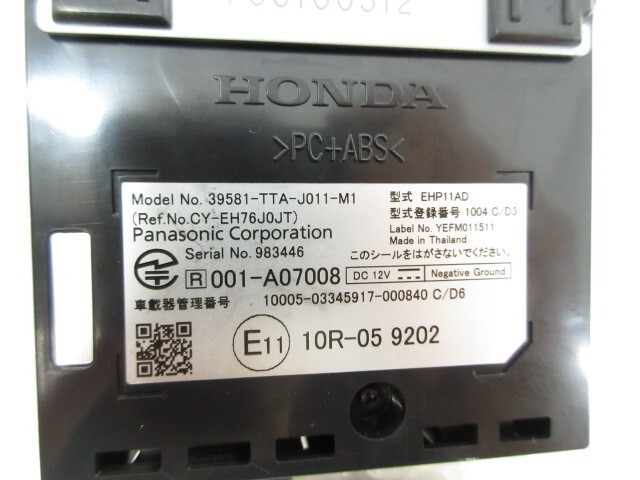 HONDA
>PC+ABS<
Model No. 39581-TTA-J011-M1 型式 EHP11AD
(Ref.No.CY-EH76J0JT) 型式登録番号 1004 C/D3
Panasonic Corporation Label No. YEFM011511
Serial No. 983446 Made in Thailand
このシールをはがさないでください。
R 001-A07008 DC 12V Negative Ground
車載器管理番号 10005-03345917-000840 C/D6
E11 10R-05 9202